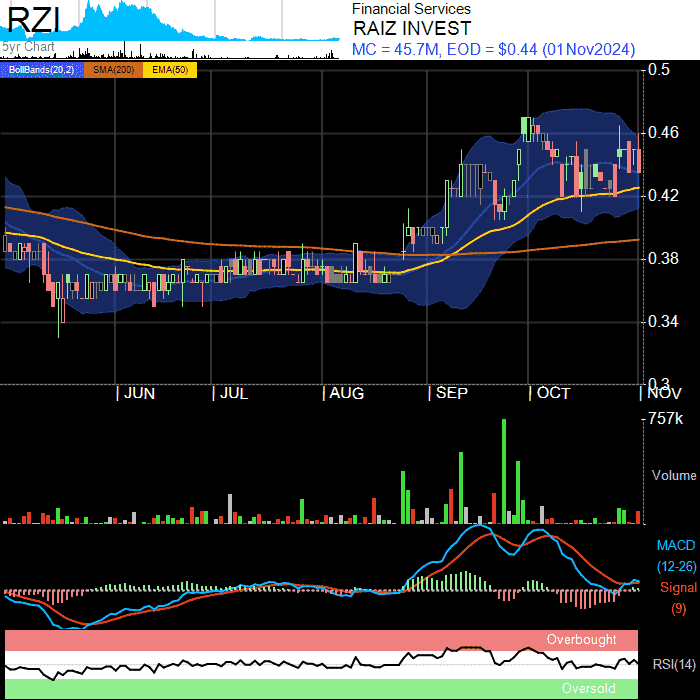 RZI
5yr Chart
Financial Services
RAIZ INVEST
MC = 45.7M, EOD = $0.44 (01Nov2024)
BollBands(20,2) SMA(200) EMA(50)
0.5
0.46
0.42
0.38
0.34
0.3
JUN JUL AUG SEP OCT NOV
757k
Volume
MACD
(12-26)
Signal
(9)
Overbought
RSI(14)
Oversold